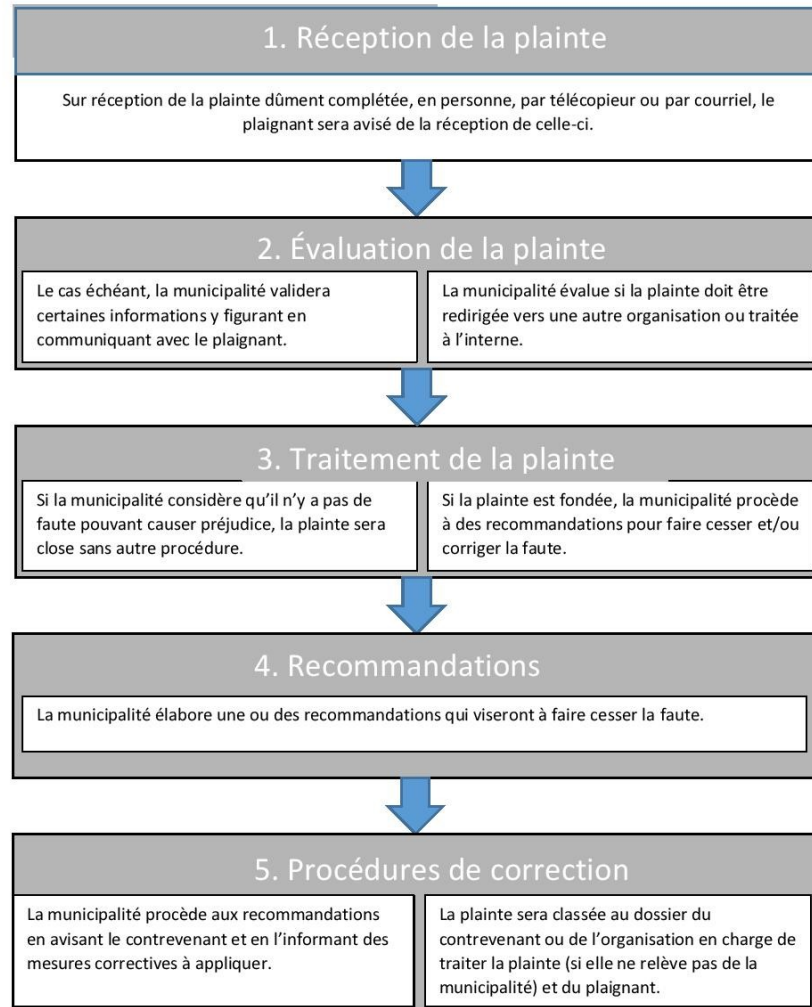 1. Réception de la plainte
Sur réception de la plainte dûment complétée, en personne, par télécopieur ou par courriel, le
plaignant sera avisé de la réception de celle-ci.
2. Évaluation de la plainte
Le cas échéant, la municipalité validera
certaines informations y figurant en
communiquant avec le plaignant.
La municipalité évalue si la plainte doit être
redirigée vers une autre organisation ou traitée
à l’interne.
3. Traitement de la plainte
Si la municipalité considère qu’il n’y a pas de
faute pouvant causer préjudice, la plainte sera
close sans autre procédure.
Si la plainte est fondée, la municipalité procède
à des recommandations pour faire cesser et/ou
corriger la faute.
4. Recommandations
La municipalité élabore une ou des recommandations qui viseront à faire cesser la faute.
5. Procédures de correction
La municipalité procède aux recommandations
en avisant le contrevenant et en l’informant des
mesures correctives à appliquer.
La plainte sera classée au dossier du
contrevenant ou de l’organisation en charge de
traiter la plainte (si elle ne relève pas de la
municipalité) et du plaignant.